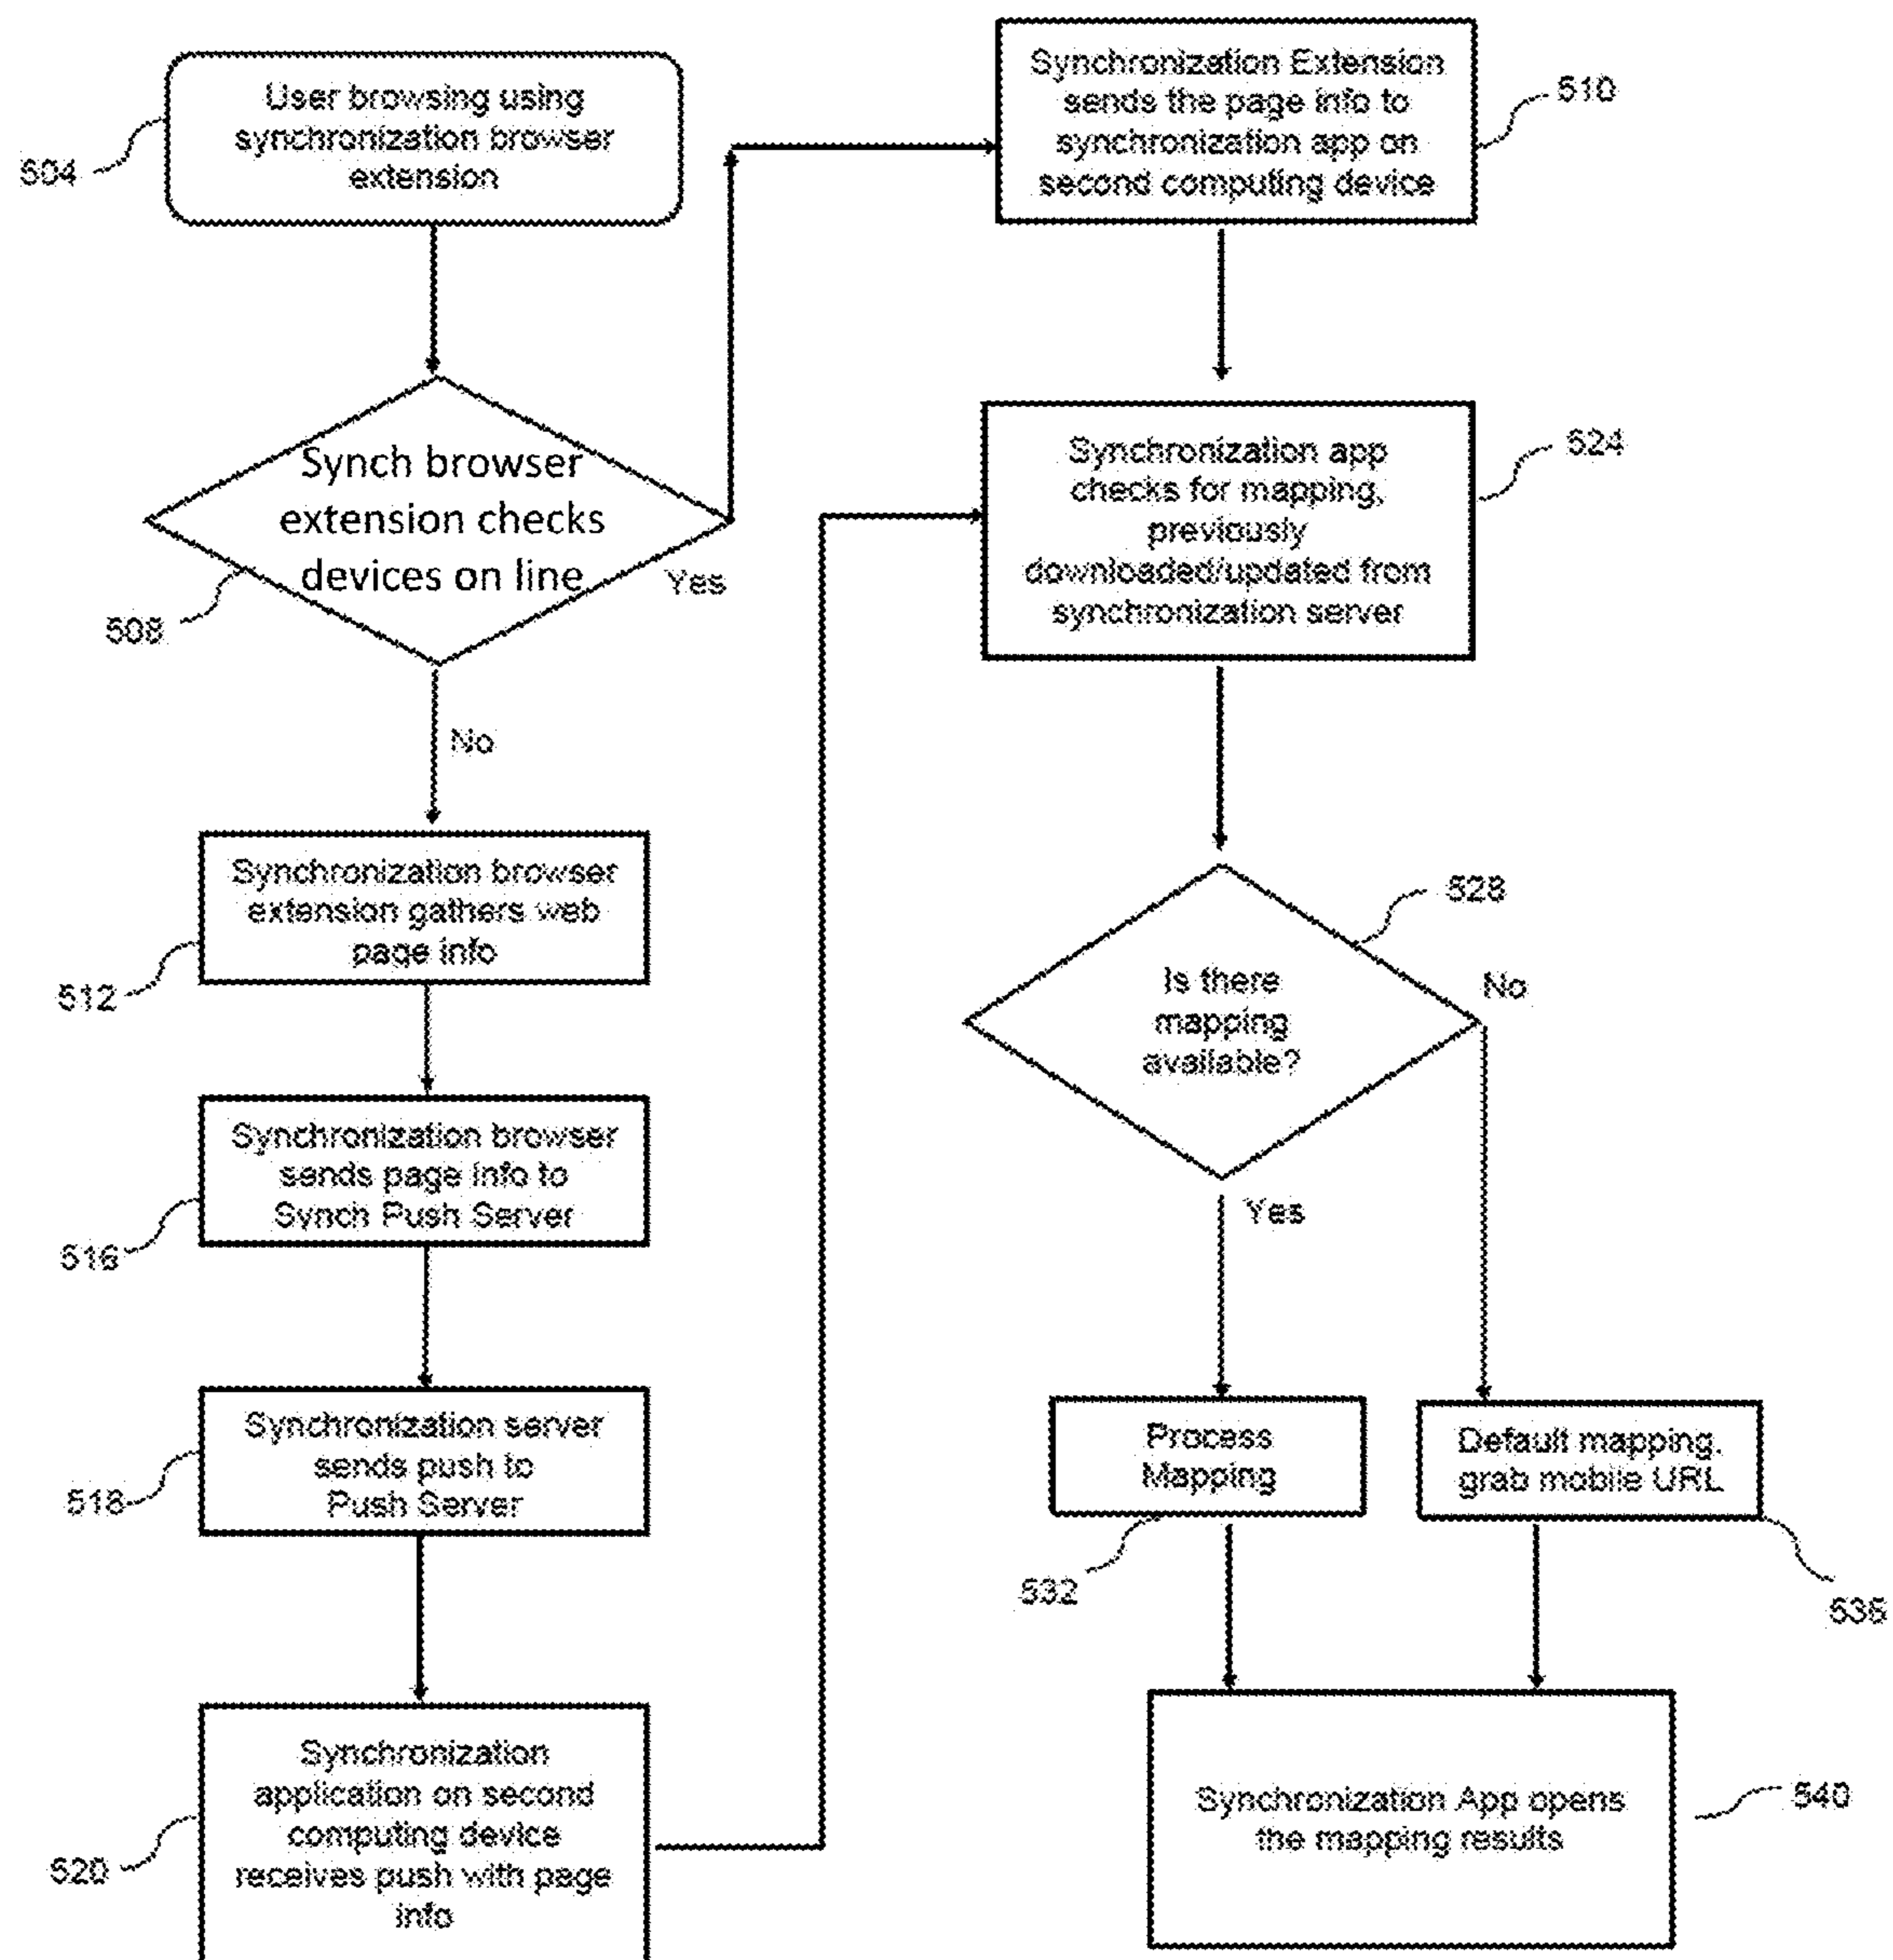 User browsing using
synchronization browser
extension
504
Synch browser
extension checks
devices on line
508
Yes
No
Synchronization browser
extension gathers web
page info
512
Synchronization browser
sends page info to
Synch Push Server
516
Synchronization server
sends push to
Push Server
518
Synchronization
application on second
computing device
receives push with page
info
520
Synchronization Extension
sends the page info to
synchronization app on
second computing device
510
Synchronization app
checks for mapping,
previously
downloaded/updated from
synchronization server
524
Is there
mapping
available?
528
No
Yes
Process
Mapping
532
Default mapping,
grab mobile URL
536
Synchronization App opens
the mapping results
540